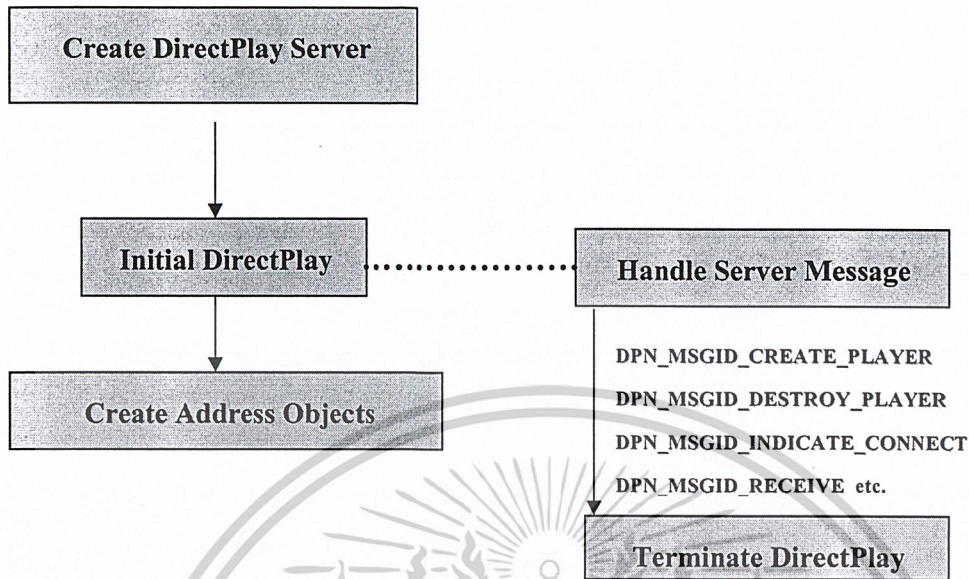 Create DirectPlay Server
Initial DirectPlay
Handle Server Message
DPN_MSGID_CREATE_PLAYER
DPN_MSGID_DESTROY_PLAYER
Create Address Objects
DPN_MSGID_INDICATE_CONNECT
DPN_MSGID_RECEIVE etc.
Terminate DirectPlay